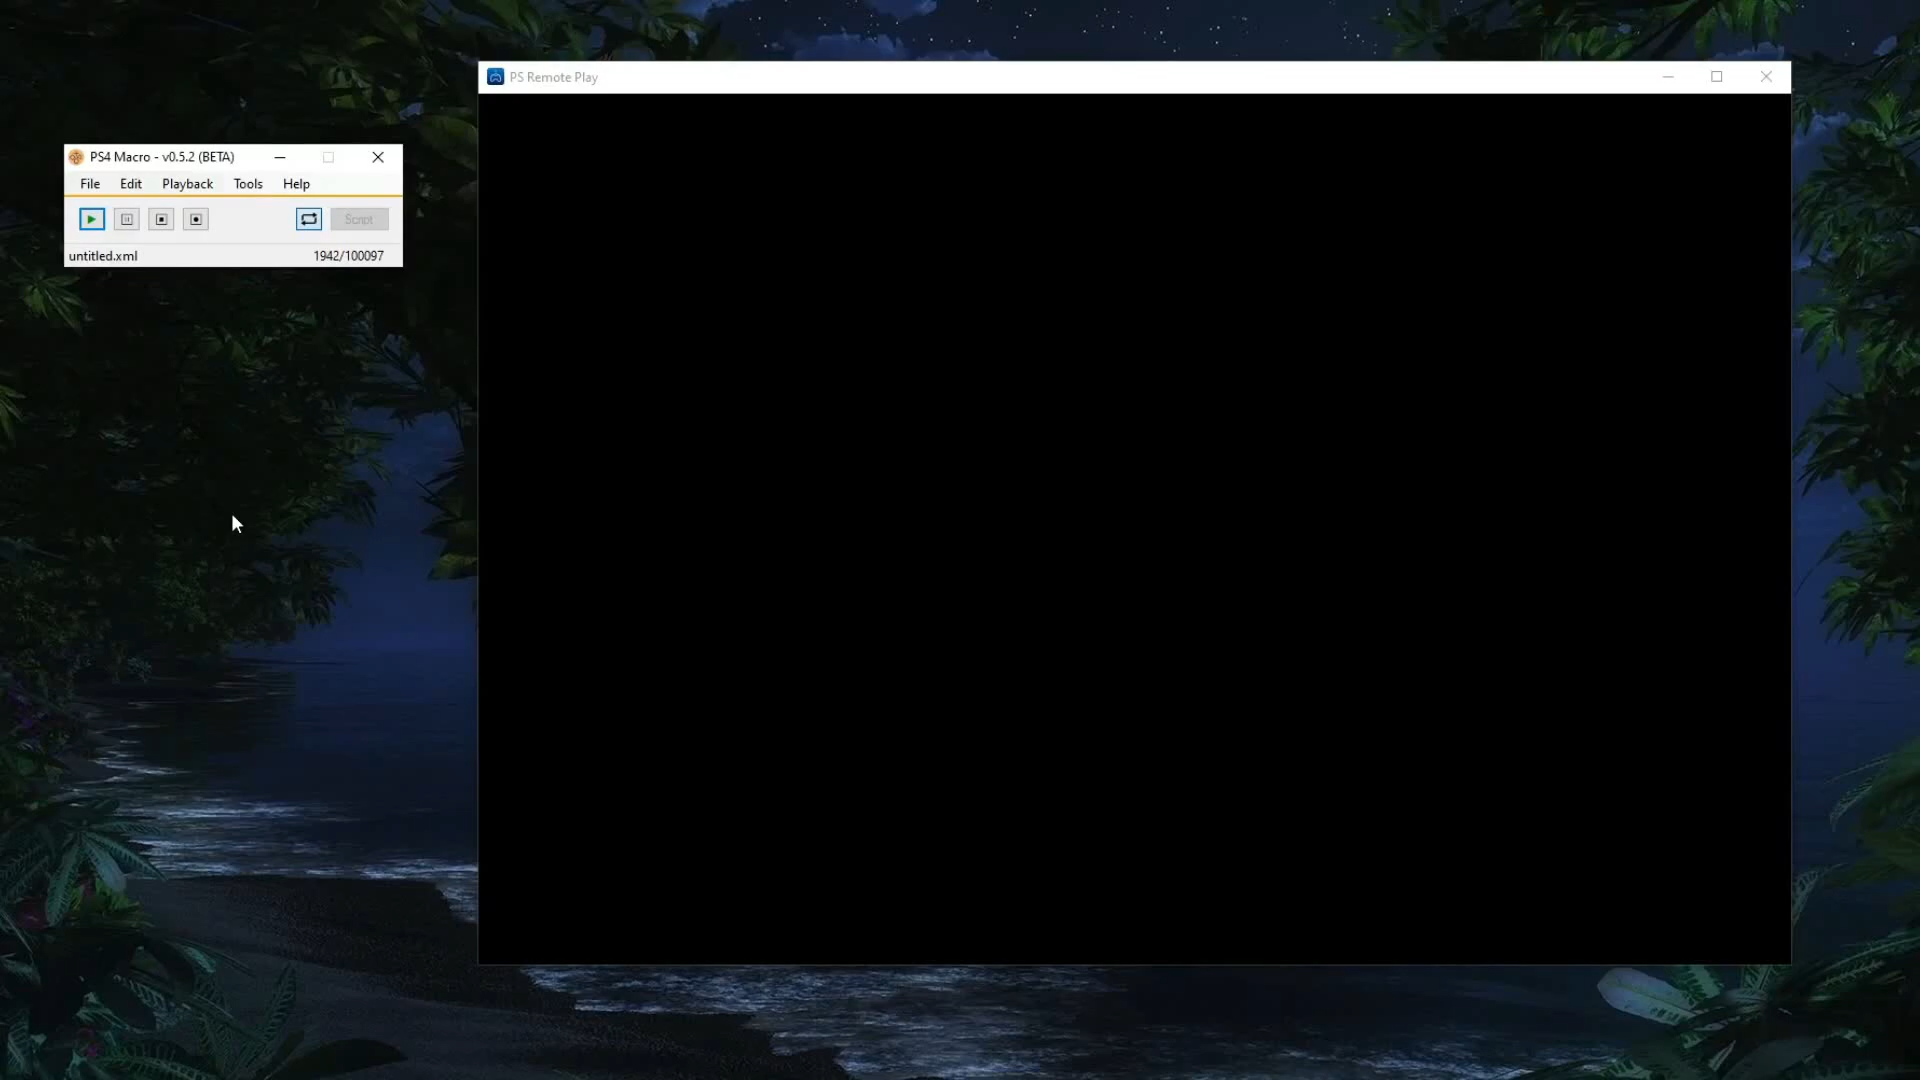 PS Remote Play
PS4 Macro - v0.5.2 (BETA)
File Edit Playback Tools Help
Script
untitled.xml 1942/100097